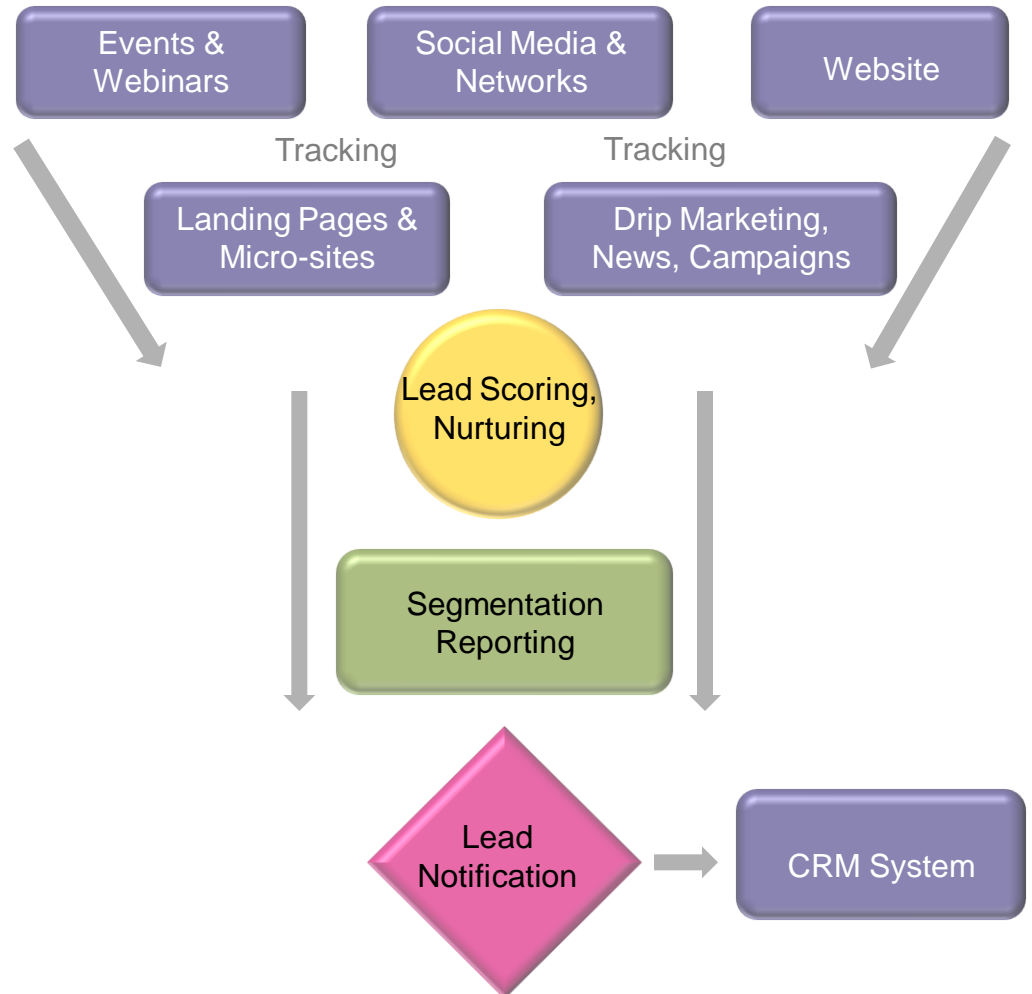 Events &
Webinars
Social Media &
Networks
Website
Tracking
Tracking
Landing Pages &
Micro-sites
Drip Marketing,
News, Campaigns
Lead Scoring,
Nurturing
Segmentation
Reporting
Lead
Notification
CRM System